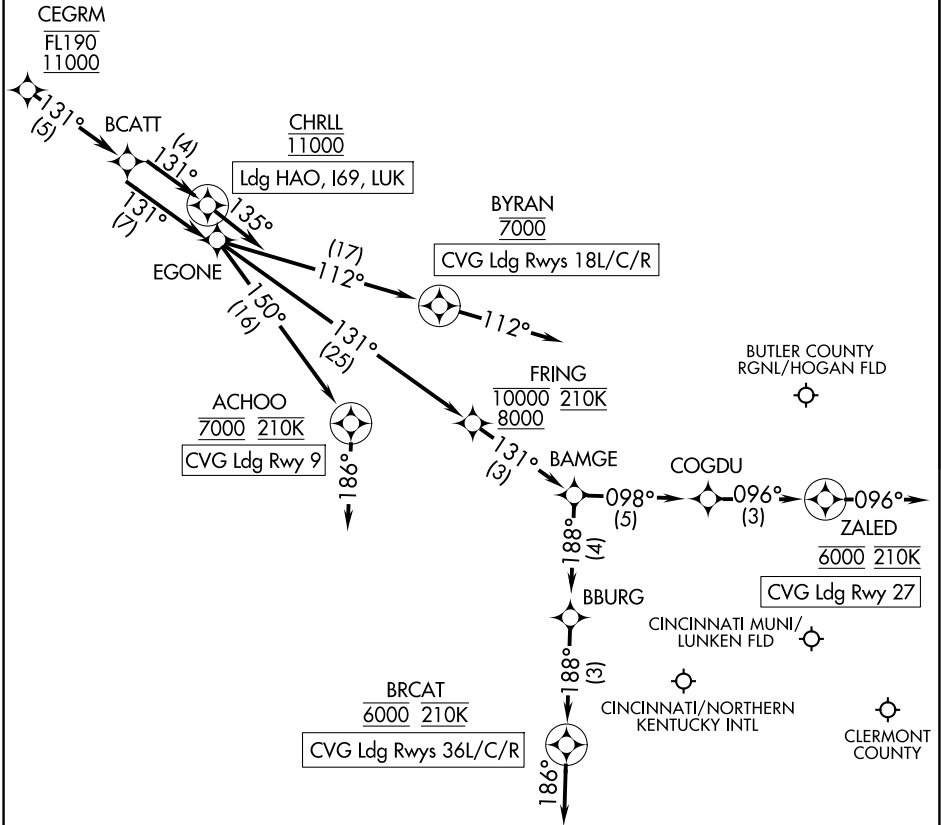 CEGRM
FL190
11000
131°
(5)
BCATT
(4)
131°
CHRLL
11000
Ldg HAO, I69, LUK
135°
131°
(7)
EGONE
BYRAN
7000
CVG Ldg Rwys 18L/C/R
(17)
112°
112°
150°
(16)
131°
(25)
BUTLER COUNTY
RGNL/HOGAN FLD
FRING
10000 210K
8000
ACHOO
7000 210K
CVG Ldg Rwy 9
186°
131°
(3)
BAMGE
COGDU
098°
(5)
096°
(3)
096°
ZALED
6000 210K
CVG Ldg Rwy 27
188°
(4)
BBURG
CINCINNATI MUNI/
LUNKEN FLD
188°
(3)
CINCINNATI/NORTHERN
KENTUCKY INTL
BRCAT
6000 210K
CVG Ldg Rwys 36L/C/R
CLERMONT
COUNTY
186°